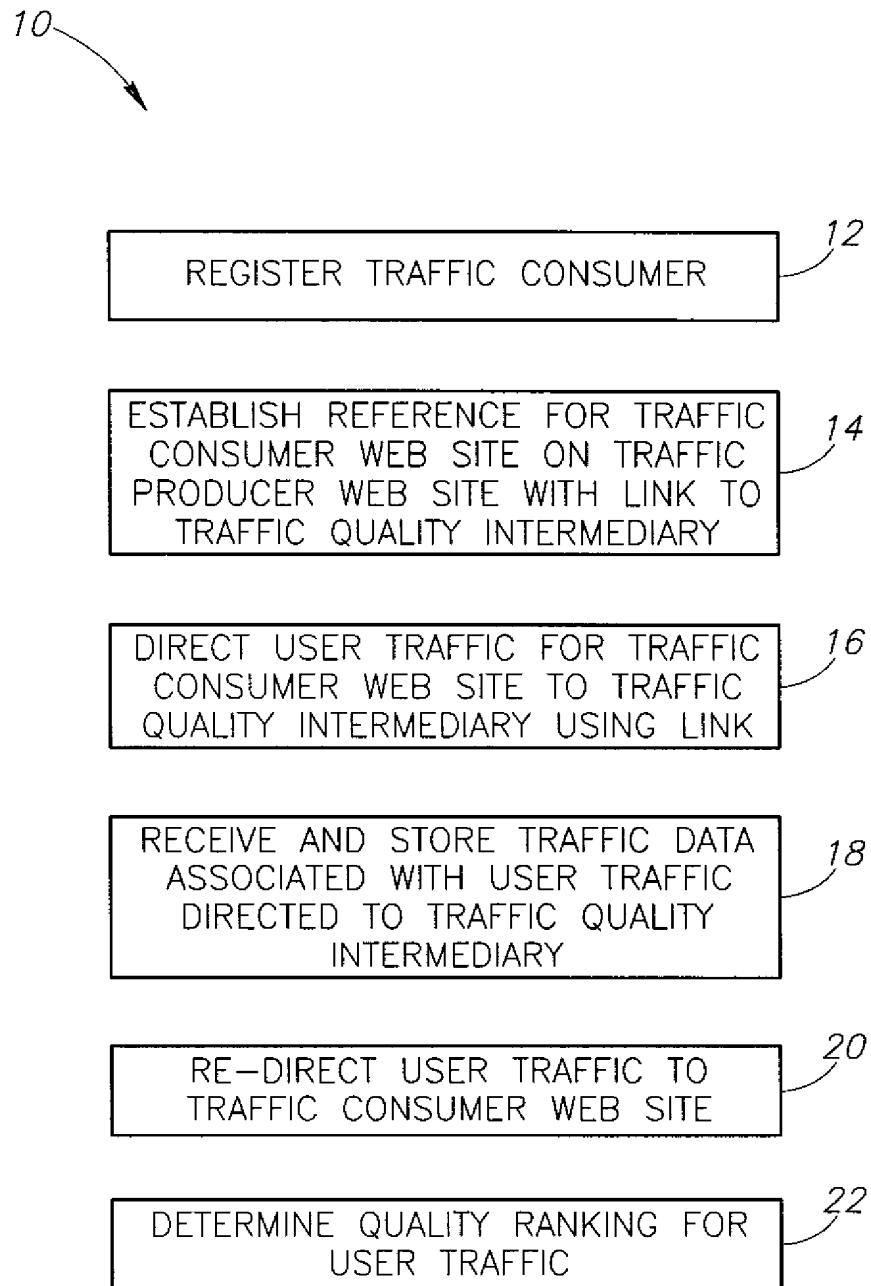 10
12
REGISTER TRAFFIC CONSUMER
14
ESTABLISH REFERENCE FOR TRAFFIC
CONSUMER WEB SITE ON TRAFFIC
PRODUCER WEB SITE WITH LINK TO
TRAFFIC QUALITY INTERMEDIARY
16
DIRECT USER TRAFFIC FOR TRAFFIC
CONSUMER WEB SITE TO TRAFFIC
QUALITY INTERMEDIARY USING LINK
18
RECEIVE AND STORE TRAFFIC DATA
ASSOCIATED WITH USER TRAFFIC
DIRECTED TO TRAFFIC QUALITY
INTERMEDIARY
20
RE-DIRECT USER TRAFFIC TO
TRAFFIC CONSUMER WEB SITE
22
DETERMINE QUALITY RANKING FOR
USER TRAFFIC